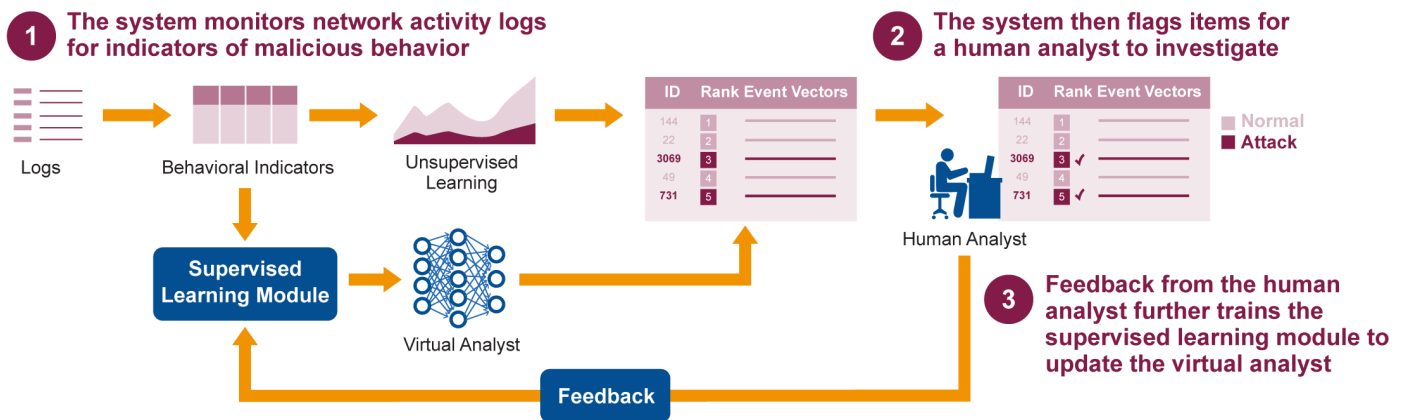 1
The system monitors network activity logs
for indicators of malicious behavior
2
The system then flags items for
a human analyst to investigate
Logs
Behavioral Indicators
Unsupervised
Learning
ID Rank Event Vectors
144 1
22 2
3069 3
49 4
731 5
ID Rank Event Vectors
144 1
22 2
3069 3
49 4
731 5
Normal
Attack
Human Analyst
Supervised
Learning Module
Virtual Analyst
3
Feedback from the human
analyst further trains the
supervised learning module to
update the virtual analyst
Feedback